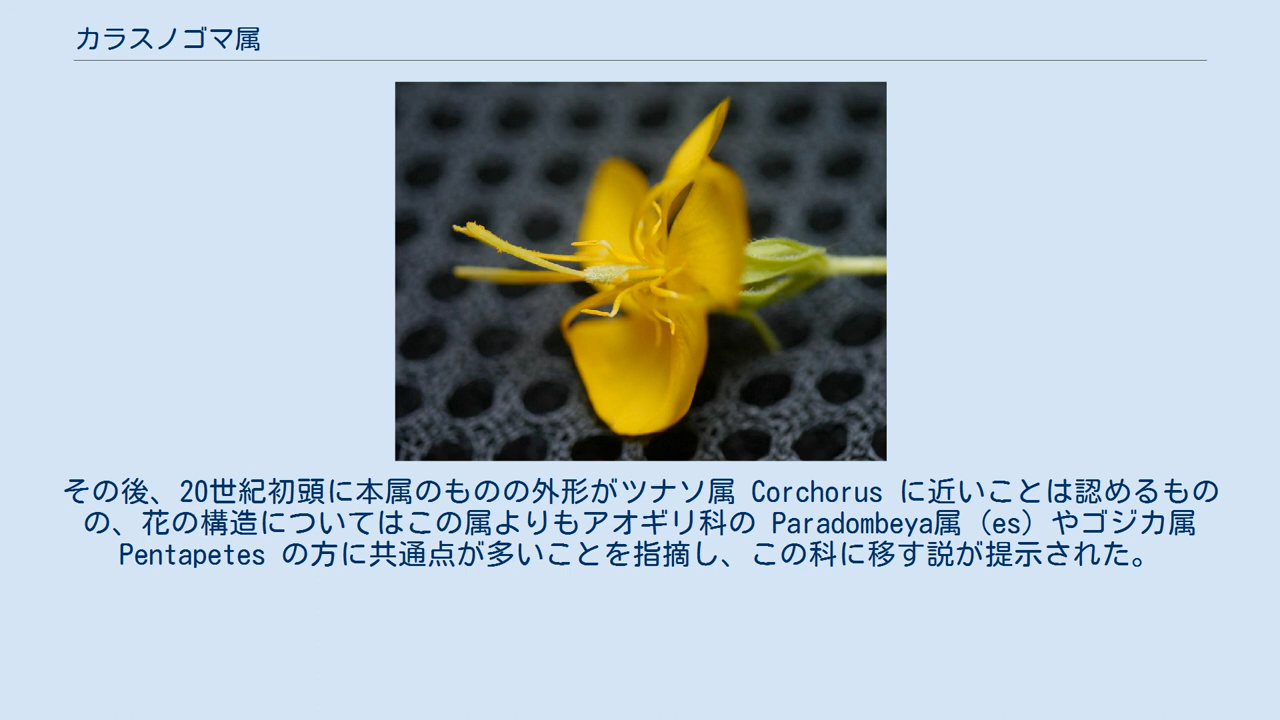 カラスノゴマ属
その後、20世紀初頭に本属のものの外形がツナソ属 Corchorus に近いことは認めるもの
の、花の構造についてはこの属よりもアオギリ科の Paradombeya属（es）やゴジカ属
Pentapetes の方に共通点が多いことを指摘し、この科に移す説が提示された。